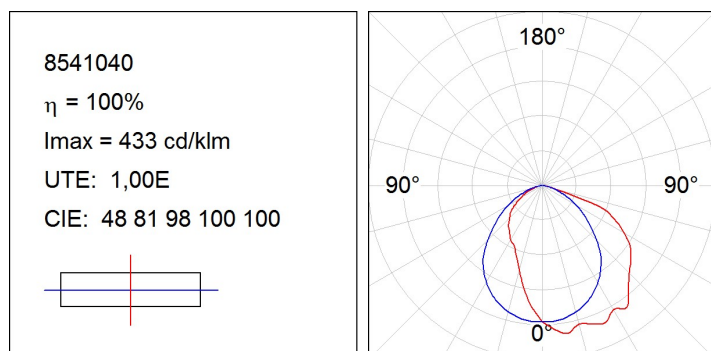 8541040
η = 100%
Imax = 433 cd/klm
UTE: 1,00E
CIE: 48 81 98 100 100
180°
90° 90°
0°